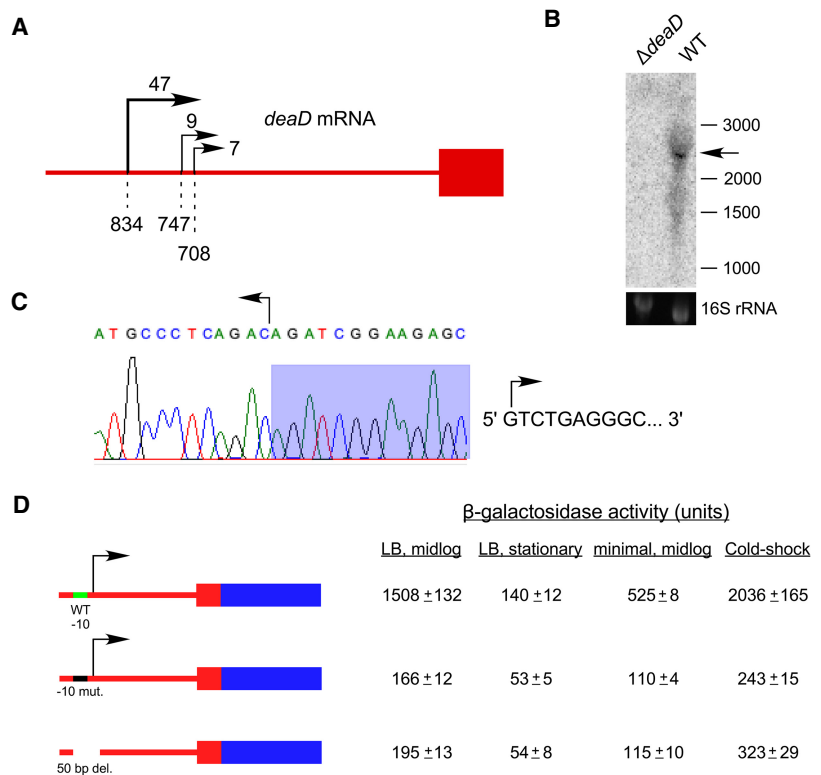 A
47
9
7
deaD mRNA
834
747
708
B
ΔdeaD
WT
3000
2000
1500
1000
16S rRNA
C
ATGCCCTCAGACAGATCGGAAGAGC
5' GTCTGAGGGC... 3'
D
β-galactosidase activity (units)
LB, midlog LB, stationary minimal, midlog Cold-shock
WT
-10
1508 ±132 140 ±12 525 ±8 2036 ±165
-10 mut.
166 ±12 53 ±5 110 ±4 243 ±15
50 bp del.
195 ±13 54 ±8 115 ±10 323 ±29